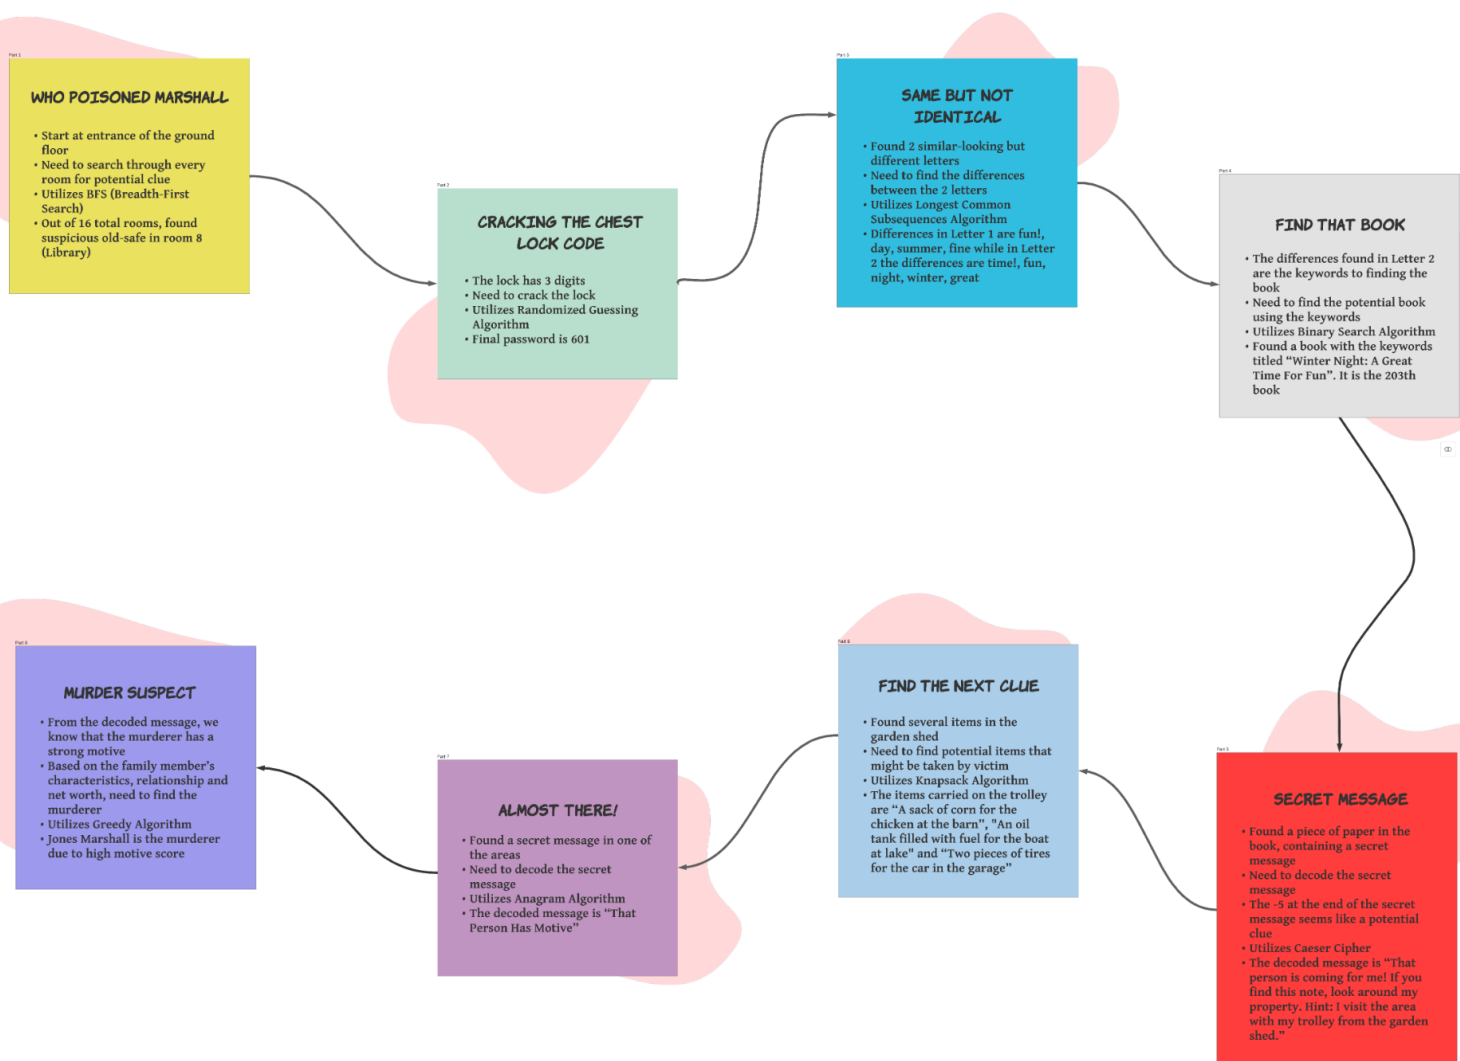 Part 1
WHO POISONED MARSHALL
• Start at entrance of the ground
floor
• Need to search through every
room for potential clue
• Utilizes BFS (Breadth-First
Search)
• Out of 16 total rooms, found
suspicious old-safe in room 8
(Library)
Part 2
CRACKING THE CHEST
LOCK CODE
• The lock has 3 digits
• Need to crack the lock
• Utilizes Randomized Guessing
Algorithm
• Final password is 601
Part 3
SAME BUT NOT
IDENTICAL
• Found 2 similar-looking but
different letters
• Need to find the differences
between the 2 letters
• Utilizes Longest Common
Subsequences Algorithm
• Differences in Letter 1 are fun!,
day, summer, fine while in Letter
2 the differences are time!, fun,
night, winter, great
Part 4
FIND THAT BOOK
• The differences found in Letter 2
are the keywords to finding the
book
• Need to find the potential book
using the keywords
• Utilizes Binary Search Algorithm
• Found a book with the keywords
titled “Winter Night: A Great
Time For Fun”. It is the 203th
book
Part 5
SECRET MESSAGE
• Found a piece of paper in the
book, containing a secret
message
• Need to decode the secret
message
• The -5 at the end of the secret
message seems like a potential
clue
• Utilizes Caeser Cipher
• The decoded message is “That
person is coming for me! If you
find this note, look around my
property. Hint: I visit the area
with my trolley from the garden
shed.”
Part 6
FIND THE NEXT CLUE
• Found several items in the
garden shed
• Need to find potential items that
might be taken by victim
• Utilizes Knapsack Algorithm
• The items carried on the trolley
are “A sack of corn for the
chicken at the barn”, "An oil
tank filled with fuel for the boat
at lake" and “Two pieces of tires
for the car in the garage”
Part 7
ALMOST THERE!
• Found a secret message in one of
the areas
• Need to decode the secret
message
• Utilizes Anagram Algorithm
• The decoded message is “That
Person Has Motive”
Part 8
MURDER SUSPECT
• From the decoded message, we
know that the murderer has a
strong motive
• Based on the family member’s
characteristics, relationship and
net worth, need to find the
murderer
• Utilizes Greedy Algorithm
• Jones Marshall is the murderer
due to high motive score